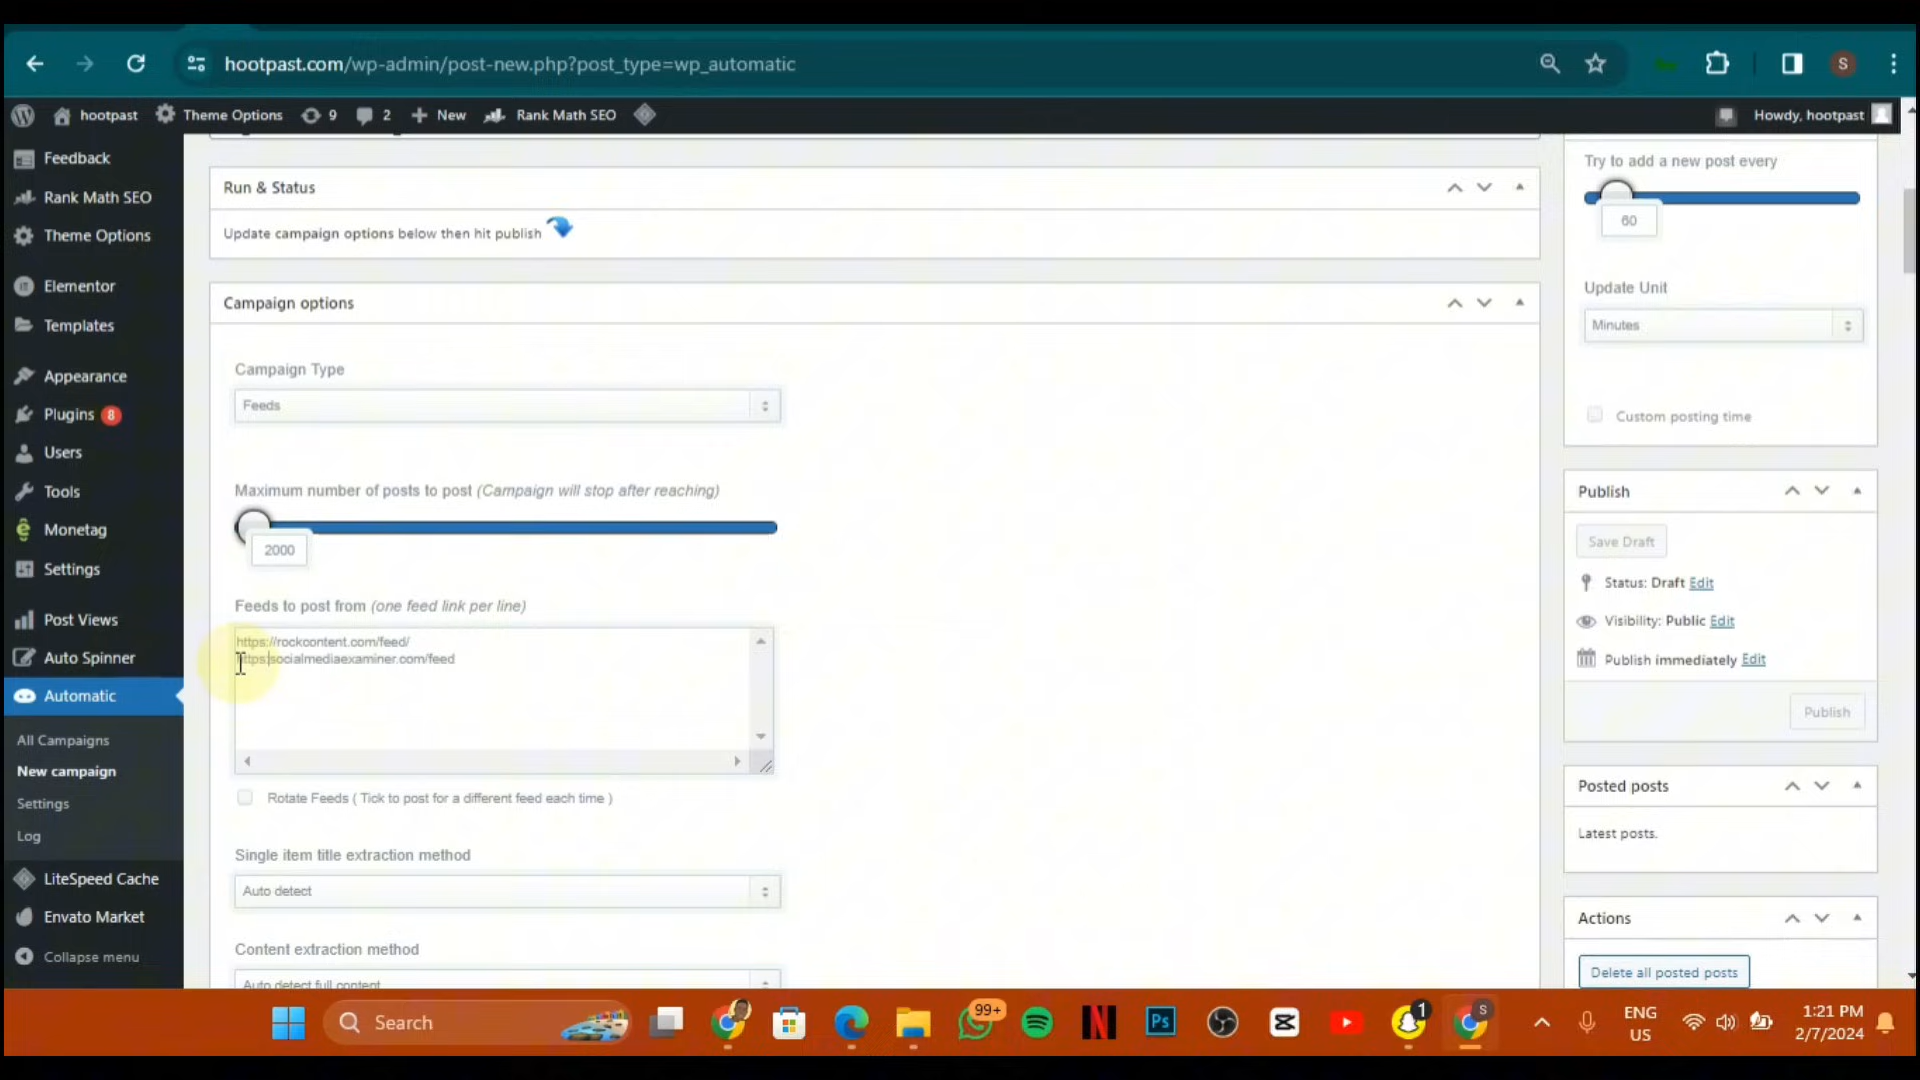 hootpast.com/wp-admin/post-new.php?post_type=wp_automatic
S
hootpast
Theme Options
9
2
New
Rank Math SEO
Howdy, hootpast
Feedback
Rank Math SEO
Theme Options
Elementor
Templates
Appearance
Plugins 8
Users
Tools
Monetag
Settings
Post Views
Auto Spinner
Automatic
All Campaigns
New campaign
Settings
Log
LiteSpeed Cache
Envato Market
Collapse menu
Run & Status
Update campaign options below then hit publish
Campaign options
Campaign Type
Feeds
Maximum number of posts to post (Campaign will stop after reaching)
2000
Feeds to post from (one feed link per line)
https://rockcontent.com/feed/
https:socialmediaexaminer.com/feed
Rotate Feeds ( Tick to post for a different feed each time )
Single item title extraction method
Auto detect
Content extraction method
Auto detect full content
Try to add a new post every
60
Update Unit
Minutes
Custom posting time
Publish
Save Draft
Status: Draft Edit
Visibility: Public Edit
Publish immediately Edit
Publish
Posted posts
Latest posts.
Actions
Delete all posted posts
Search
99+
Ps
1
S
ENG
US
1:21 PM
2/7/2024